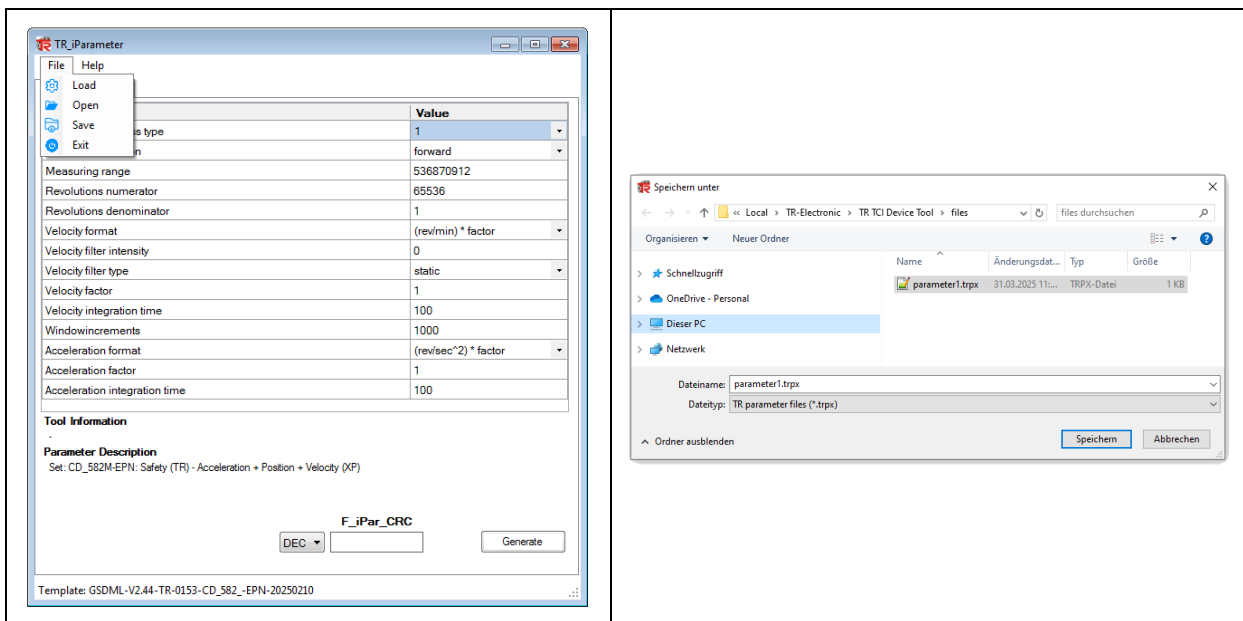 TR_iParameter
File Help
Load
Open
Save
Exit
Value
s type 1
n forward
Measuring range 536870912
Revolutions numerator 65536
Revolutions denominator 1
Velocity format (rev/min) * factor
Velocity filter intensity 0
Velocity filter type static
Velocity factor 1
Velocity integration time 100
Windowincrements 1000
Acceleration format (rev/sec^2) * factor
Acceleration factor 1
Acceleration integration time 100
Tool Information
-
Parameter Description
Set: CD_582M-EPN: Safety (TR) - Acceleration + Position + Velocity (XP)
F_iPar_CRC
DEC Generate
Template: GSDML-V2.44-TR-0153-CD_582_-EPN-20250210
Speichern unter
« Local › TR-Electronic › TR TCI Device Tool › files files durchsuchen
Organisieren Neuer Ordner
Name Änderungsdat... Typ Größe
Schnellzugriff
parameter1.trpx 31.03.2025 11:... TRPX-Datei 1 KB
OneDrive - Personal
Dieser PC
Netzwerk
Dateiname: parameter1.trpx
Dateityp: TR parameter files (*.trpx)
Ordner ausblenden Speichern Abbrechen